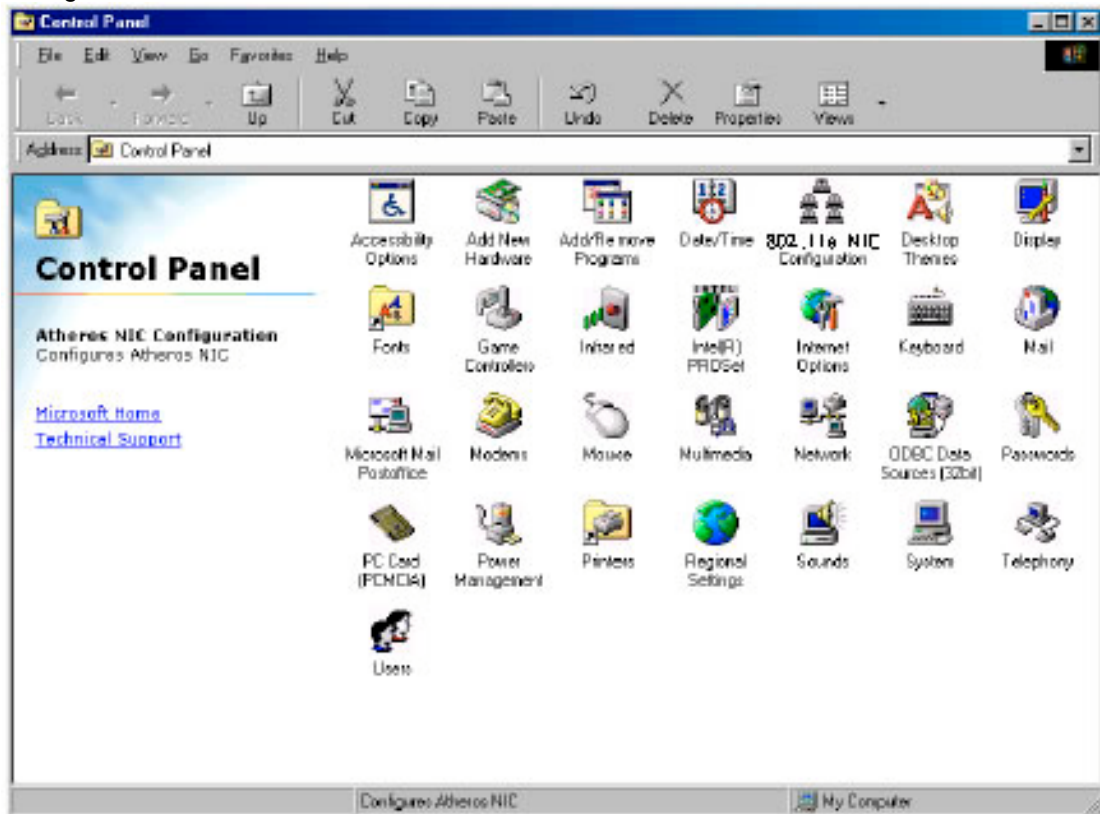 Control Panel
File Edit View Go Favorites Help
Back Forward Up Cut Copy Paste Undo Delete Properties Views
Address Control Panel
Control Panel
Atheros NIC Configuration
Configures Atheros NIC
Microsoft Home
Technical Support
Accessibility Options
Add New Hardware
Add/Remove Programs
Date/Time
802.11a NIC Configuration
Desktop Themes
Display
Fonts
Game Controllers
Infrared
Intel(R) PROSet
Internet Options
Keyboard
Mail
Microsoft Mail Postoffice
Modems
Mouse
Multimedia
Network
ODBC Data Sources (32bit)
Passwords
PC Card (PCMCIA)
Power Management
Printers
Regional Settings
Sounds
System
Telephony
Users
Configures Atheros NIC
My Computer